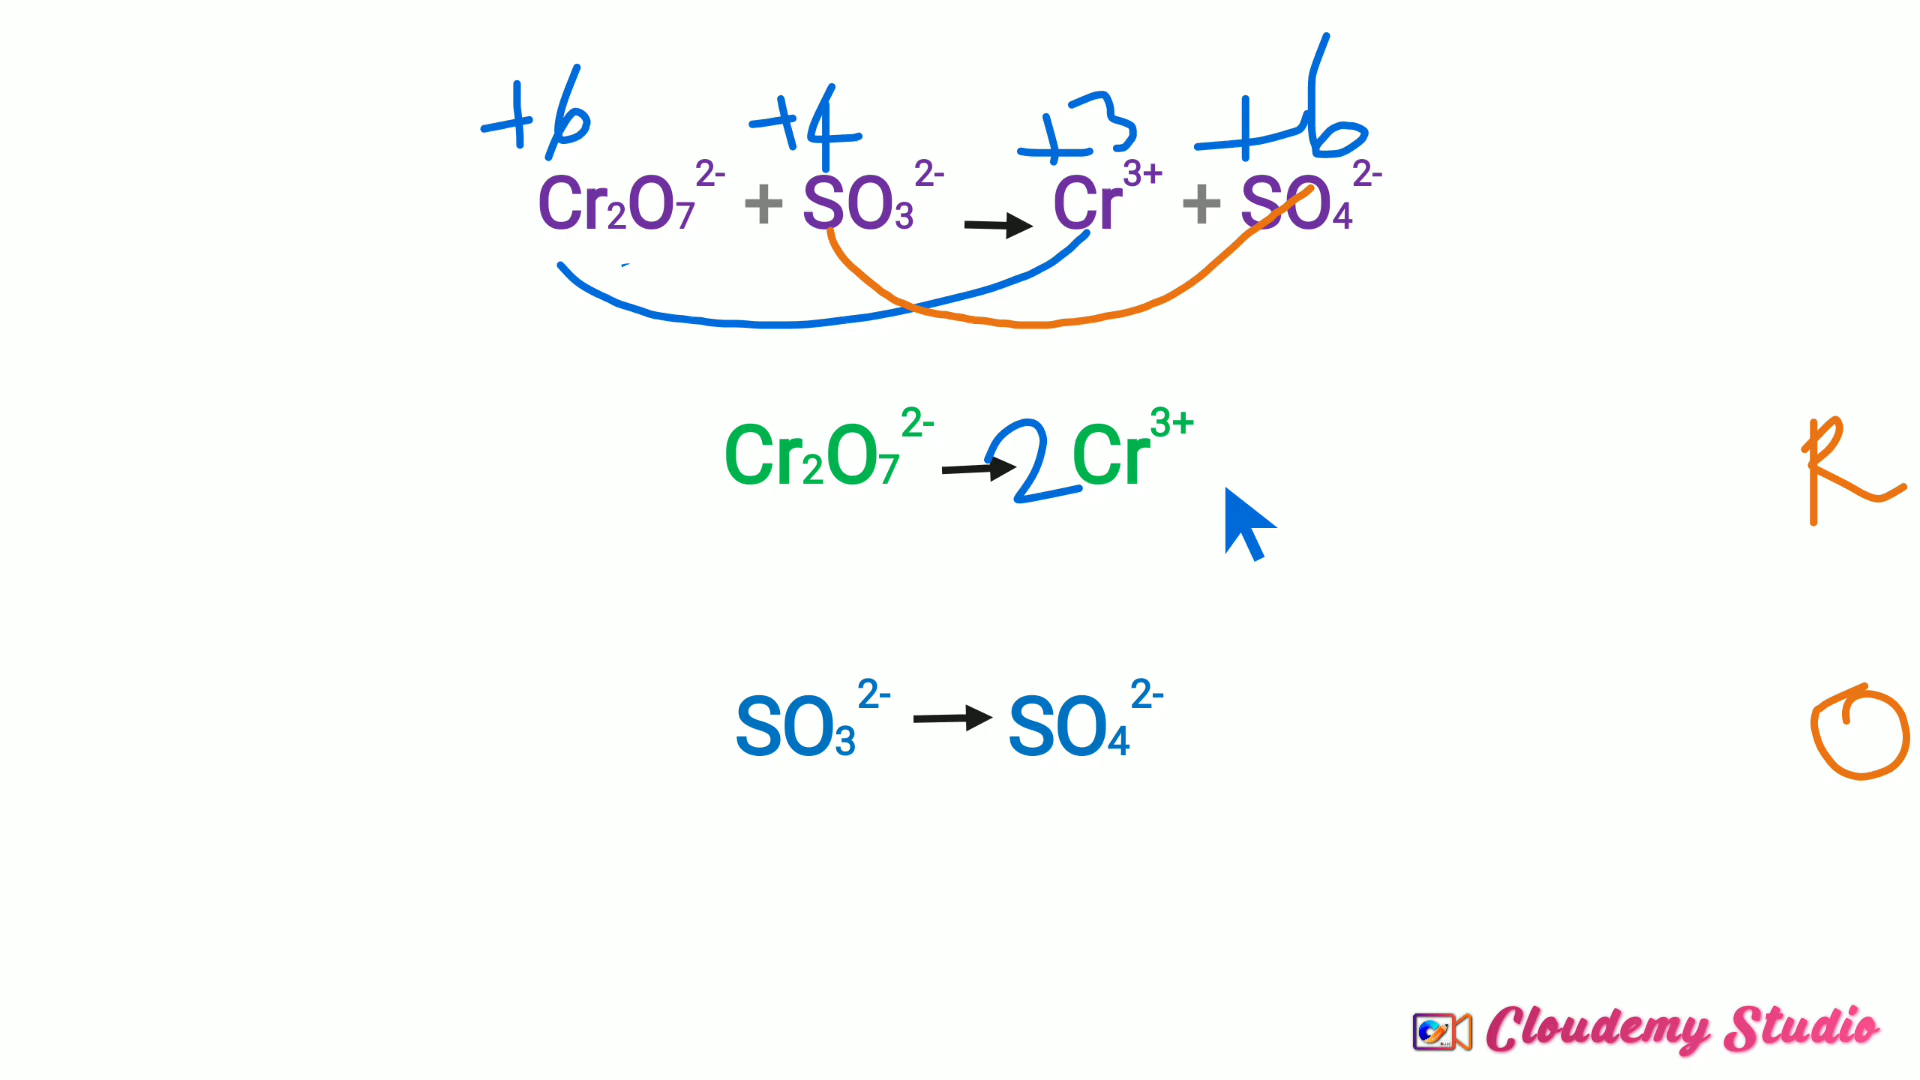 +6 +4 +3 +6
Cr₂O₇²⁻ + SO₃²⁻ → Cr³⁺ + SO₄²⁻
Cr₂O₇²⁻ → 2Cr³⁺ R
SO₃²⁻ → SO₄²⁻ O
Cloudemy Studio